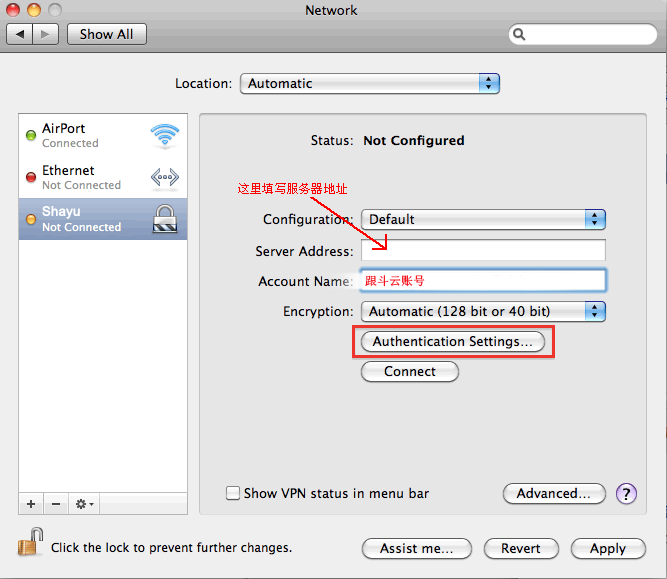 Network
Show All
Location: Automatic
AirPort
Connected
Ethernet
Not Connected
Shayu
Not Connected
Status: Not Configured
这里填写服务器地址
Configuration: Default
Server Address:
Account Name: 跟斗云账号
Encryption: Automatic (128 bit or 40 bit)
Authentication Settings...
Connect
Show VPN status in menu bar
Advanced...
?
Click the lock to prevent further changes.
Assist me...
Revert
Apply